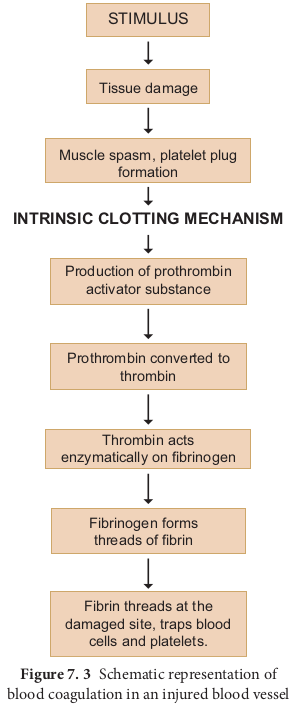 STIMULUS
Tissue damage
Muscle spasm, platelet plug
formation
INTRINSIC CLOTTING MECHANISM
Production of prothrombin
activator substance
Prothrombin converted to
thrombin
Thrombin acts
enzymatically on fibrinogen
Fibrinogen forms
threads of fibrin
Fibrin threads at the
damaged site, traps blood
cells and platelets.
Figure 7. 3 Schematic representation of
blood coagulation in an injured blood vessel